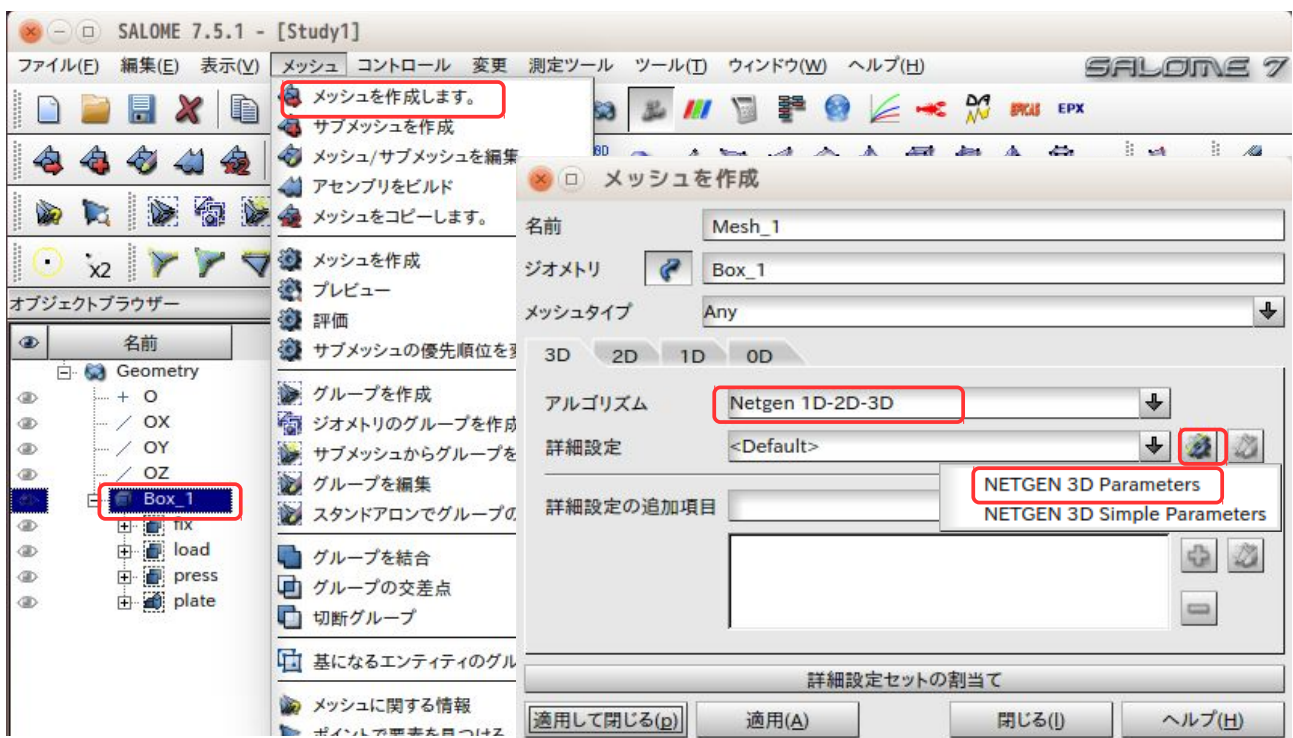 SALOME 7.5.1 - [Study1]
ファイル(F) 編集(E) 表示(V) メッシュ コントロール 変更 測定ツール ツール(T) ウィンドウ(W) ヘルプ(H)
SALOME 7
メッシュを作成します。
サブメッシュを作成
メッシュ/サブメッシュを編集
アセンブリをビルド
メッシュをコピーします。
メッシュを作成
プレビュー
評価
サブメッシュの優先順位を
グループを作成
ジオメトリのグループを作成
サブメッシュからグループを
グループを編集
スタンドアロンでグループの
グループを結合
グループの交差点
切断グループ
基になるエンティティのグル
メッシュに関する情報
ポイントで要素を見つける
EPX
x2
オブジェクトブラウザー
名前
Geometry
O
OX
OY
OZ
Box_1
fix
load
press
plate
メッシュを作成
名前 Mesh_1
ジオメトリ Box_1
メッシュタイプ Any
3D 2D 1D 0D
アルゴリズム Netgen 1D-2D-3D
詳細設定 <Default>
NETGEN 3D Parameters
NETGEN 3D Simple Parameters
詳細設定の追加項目
詳細設定セットの割当て
適用して閉じる(p) 適用(A) 閉じる(l) ヘルプ(H)